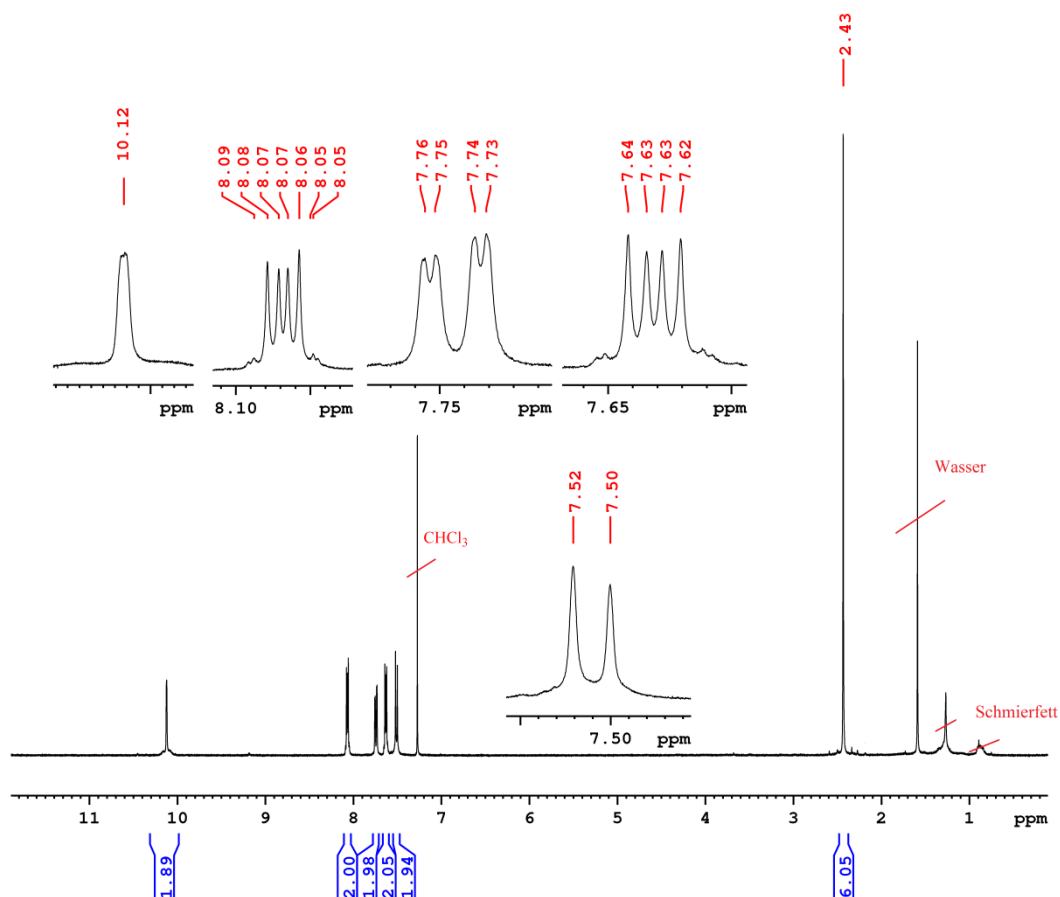 2.43
10.12
8.09
8.08
8.07
8.07
8.06
8.05
8.05
7.76
7.75
7.74
7.73
7.64
7.63
7.63
7.62
ppm
8.10 ppm
7.75 ppm
7.65 ppm
Wasser
7.52
7.50
CHCl₃
Schmierfett
7.50 ppm
11 10 9 8 7 6 5 4 3 2 1 ppm
1.89
2.00
1.98
2.05
1.94
6.05